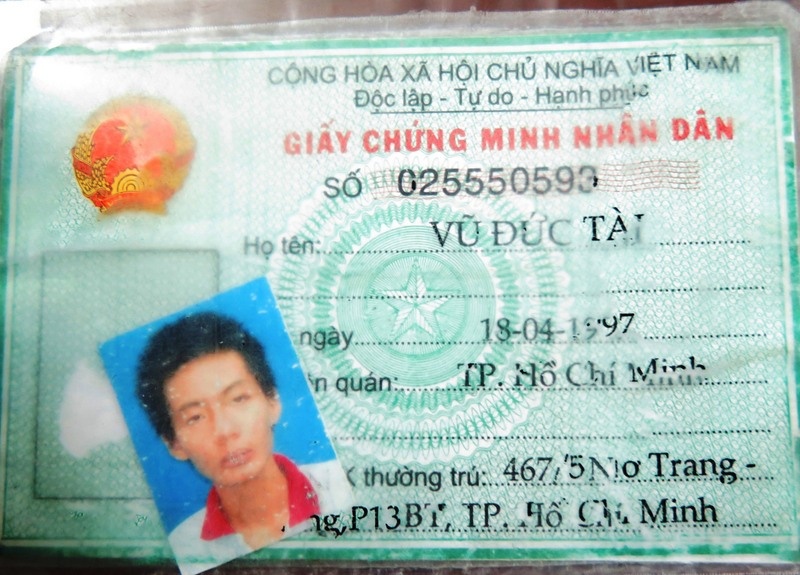 CỘNG HÒA XÃ HỘI CHỦ NGHĨA VIỆT NAM
Độc lập - Tự do - Hạnh phúc
GIẤY CHỨNG MINH NHÂN DÂN
SỐ 025550593
Họ tên: VŨ ĐỨC TÀI
ngày 18-04-1997
quán: TP. Hồ Chí Minh
K thường trú: 467/5 Nơ Trang -
P13BT, TP. Hồ Chí Minh